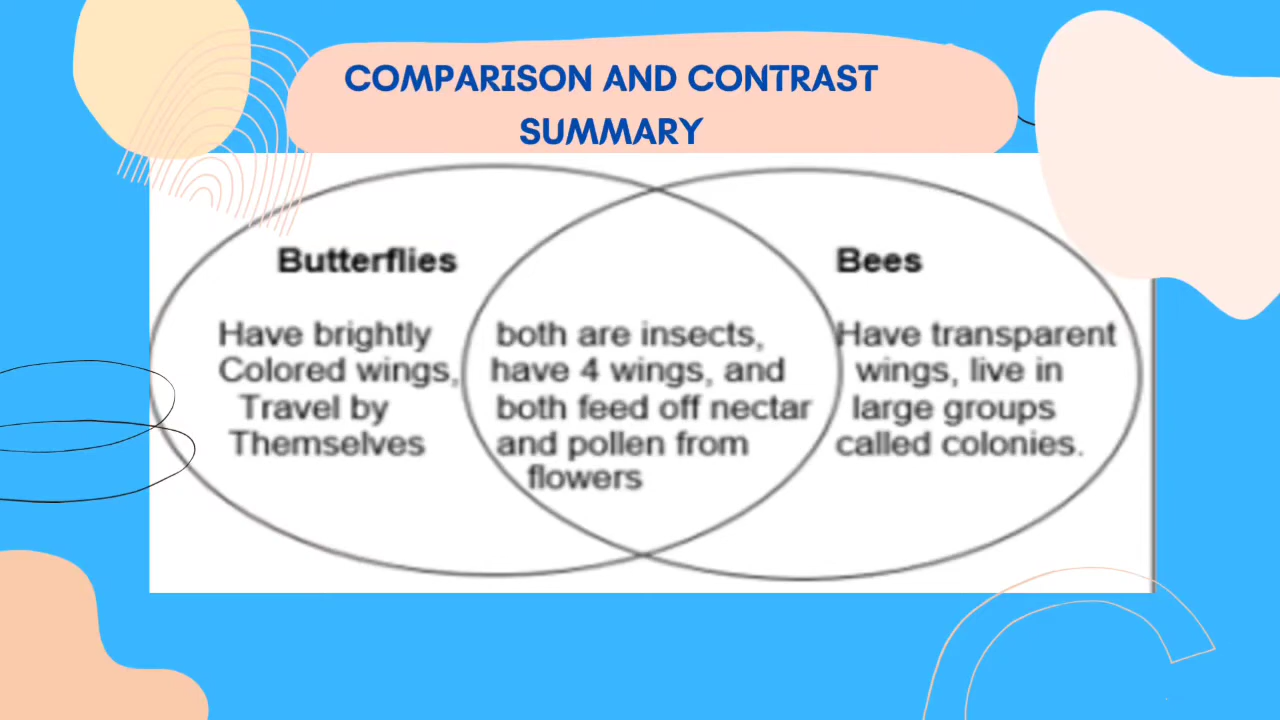 COMPARISON AND CONTRAST
SUMMARY
Butterflies
Have brightly
Colored wings,
Travel by
Themselves
both are insects,
have 4 wings, and
both feed off nectar
and pollen from
flowers
Bees
Have transparent
wings, live in
large groups
called colonies.